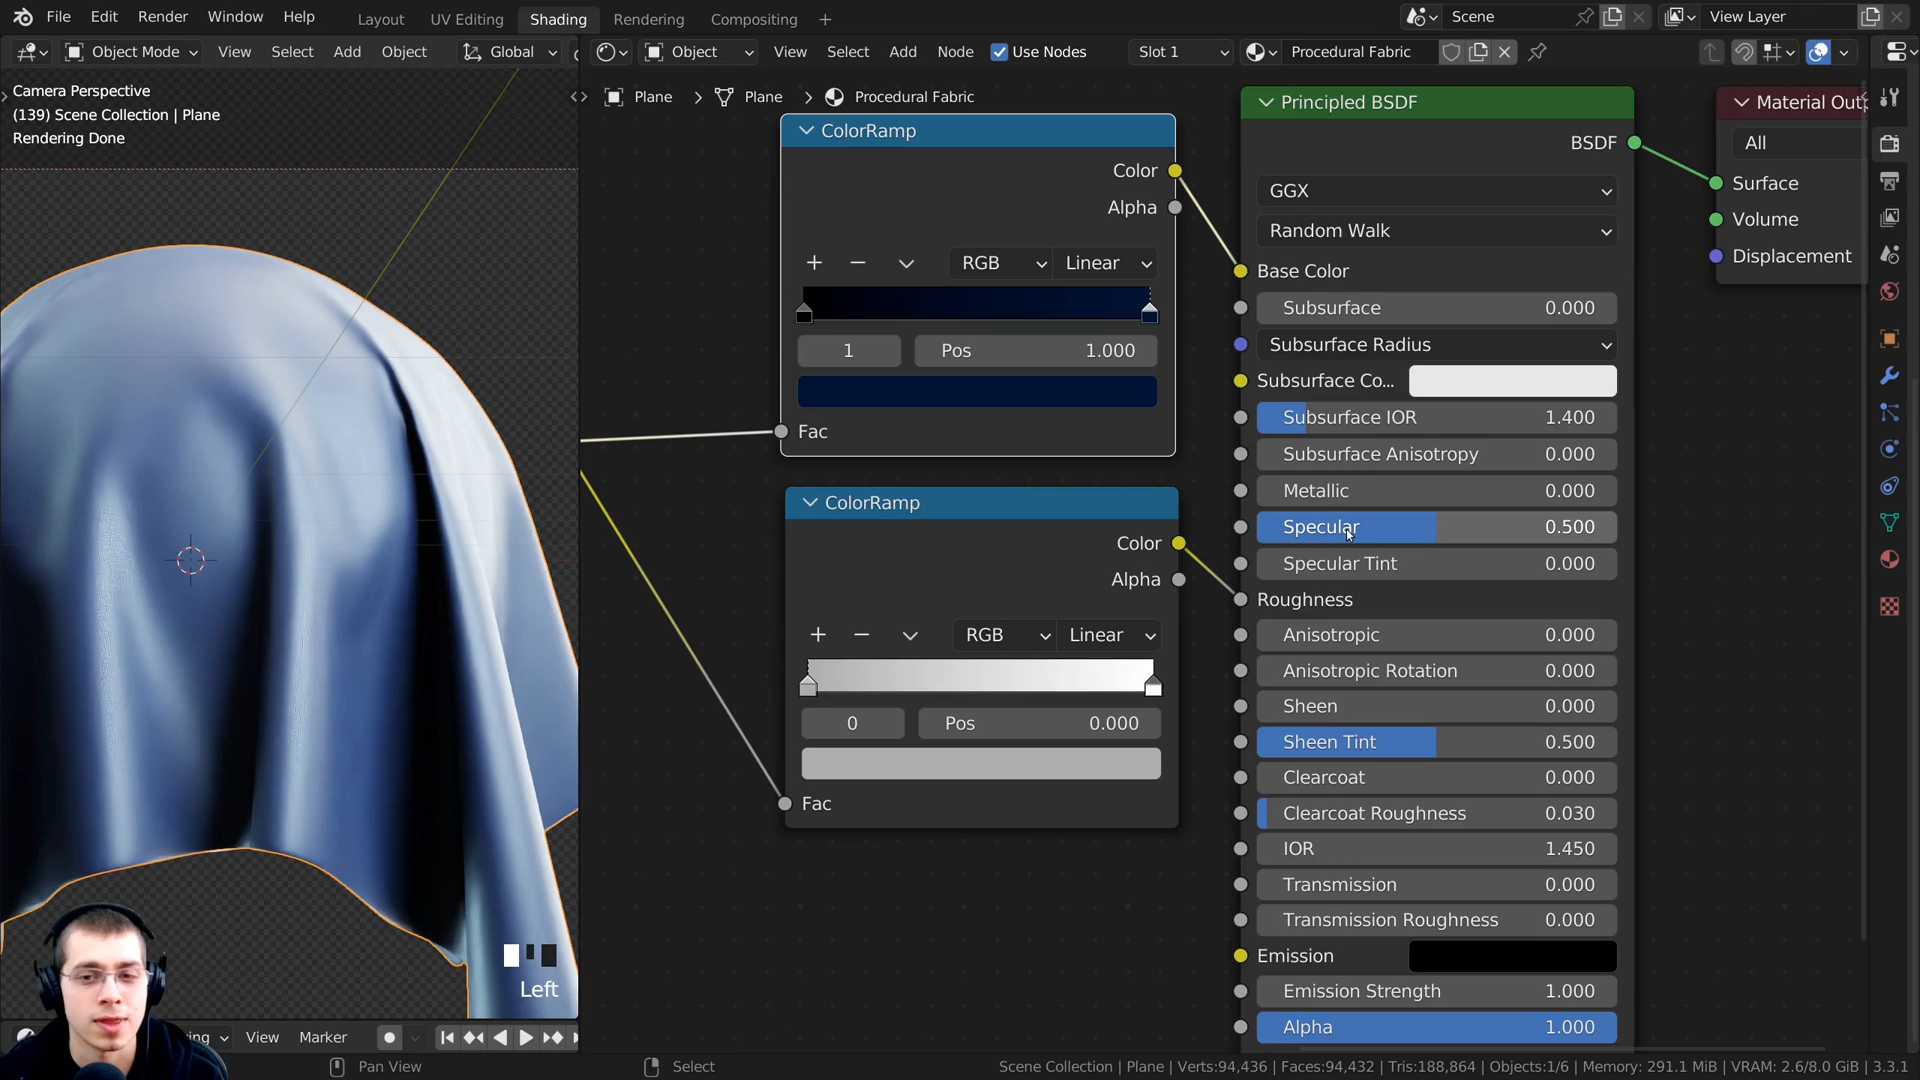 File Edit Render Window Help Layout UV Editing Shading Rendering Compositing + Scene View Layer
Object Mode View Select Add Object Global Object View Select Add Node Use Nodes Slot 1 Procedural Fabric
Camera Perspective
(139) Scene Collection | Plane
Rendering Done
Plane > Plane > Procedural Fabric
ColorRamp
Color
Alpha
RGB Linear
1 Pos 1.000
Fac
ColorRamp
Color
Alpha
RGB Linear
0 Pos 0.000
Fac
Principled BSDF
BSDF
GGX
Random Walk
Base Color
Subsurface 0.000
Subsurface Radius
Subsurface Co...
Subsurface IOR 1.400
Subsurface Anisotropy 0.000
Metallic 0.000
Specular 0.500
Specular Tint 0.000
Roughness
Anisotropic 0.000
Anisotropic Rotation 0.000
Sheen 0.000
Sheen Tint 0.500
Clearcoat 0.000
Clearcoat Roughness 0.030
IOR 1.450
Transmission 0.000
Transmission Roughness 0.000
Emission
Emission Strength 1.000
Alpha 1.000
Material Out
All
Surface
Volume
Displacement
Left
View Marker
Pan View Select Scene Collection | Plane | Verts:94,436 | Faces:94,432 | Tris:188,864 | Objects:1/6 | Memory: 291.1 MiB | VRAM: 2.6/8.0 GiB | 3.3.1